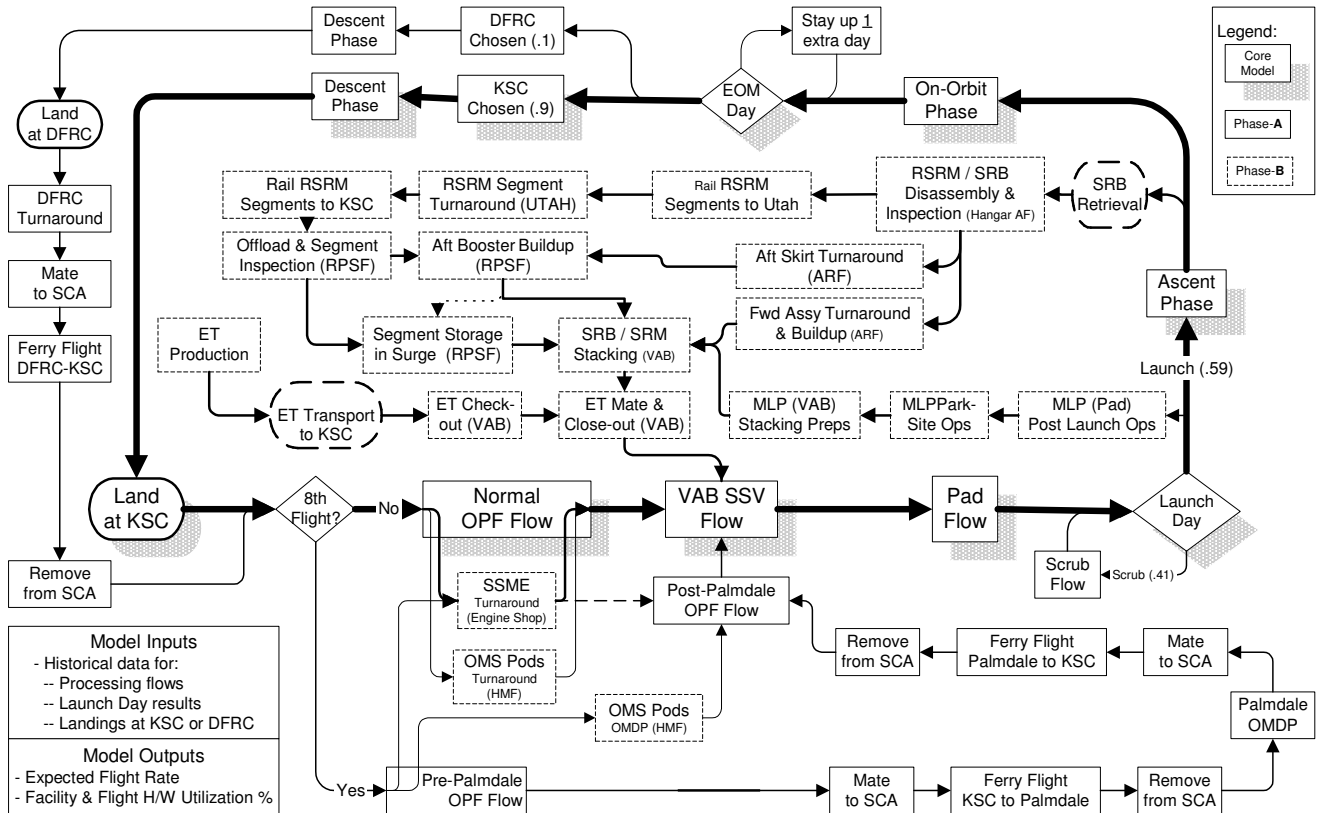 Descent
Phase
DFRC
Chosen (.1)
Stay up 1
extra day
Legend:
Core
Model
Phase-A
Phase-B
Descent
Phase
KSC
Chosen (.9)
EOM
Day
On-Orbit
Phase
Land
at DFRC
Rail RSRM
Segments to KSC
RSRM Segment
Turnaround (UTAH)
Rail RSRM
Segments to Utah
RSRM / SRB
Disassembly &
Inspection (Hangar AF)
SRB
Retrieval
DFRC
Turnaround
Offload & Segment
Inspection (RPSF)
Aft Booster Buildup
(RPSF)
Aft Skirt Turnaround
(ARF)
Ascent
Phase
Mate
to SCA
Fwd Assy Turnaround
& Buildup (ARF)
ET
Production
Segment Storage
in Surge (RPSF)
SRB / SRM
Stacking (VAB)
Ferry Flight
DFRC-KSC
Launch (.59)
ET Transport
to KSC
ET Check-
out (VAB)
ET Mate &
Close-out (VAB)
MLP (VAB)
Stacking Preps
MLPPark-
Site Ops
MLP (Pad)
Post Launch Ops
Land
at KSC
8th
Flight?
No
Normal
OPF Flow
VAB SSV
Flow
Pad
Flow
Launch
Day
Remove
from SCA
SSME
Turnaround
(Engine Shop)
Post-Palmdale
OPF Flow
Scrub
Flow
Scrub (.41)
Model Inputs
- Historical data for:
-- Processing flows
-- Launch Day results
-- Landings at KSC or DFRC
OMS Pods
Turnaround
(HMF)
Remove
from SCA
Ferry Flight
Palmdale to KSC
Mate
to SCA
OMS Pods
OMDP (HMF)
Palmdale
OMDP
Model Outputs
- Expected Flight Rate
- Facility & Flight H/W Utilization %
Yes
Pre-Palmdale
OPF Flow
Mate
to SCA
Ferry Flight
KSC to Palmdale
Remove
from SCA